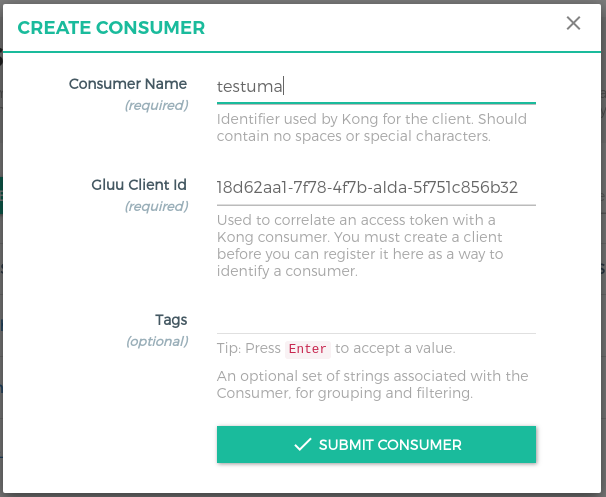 CREATE CONSUMER
Consumer Name
(required)
testuma
Identifier used by Kong for the client. Should
contain no spaces or special characters.
Gluu Client Id
(required)
18d62aa1-7f78-4f7b-a1da-5f751c856b32
Used to correlate an access token with a
Kong consumer. You must create a client
before you can register it here as a way to
identify a consumer.
Tags
(optional)
Tip: Press Enter to accept a value.
An optional set of strings associated with the
Consumer, for grouping and filtering.
SUBMIT CONSUMER